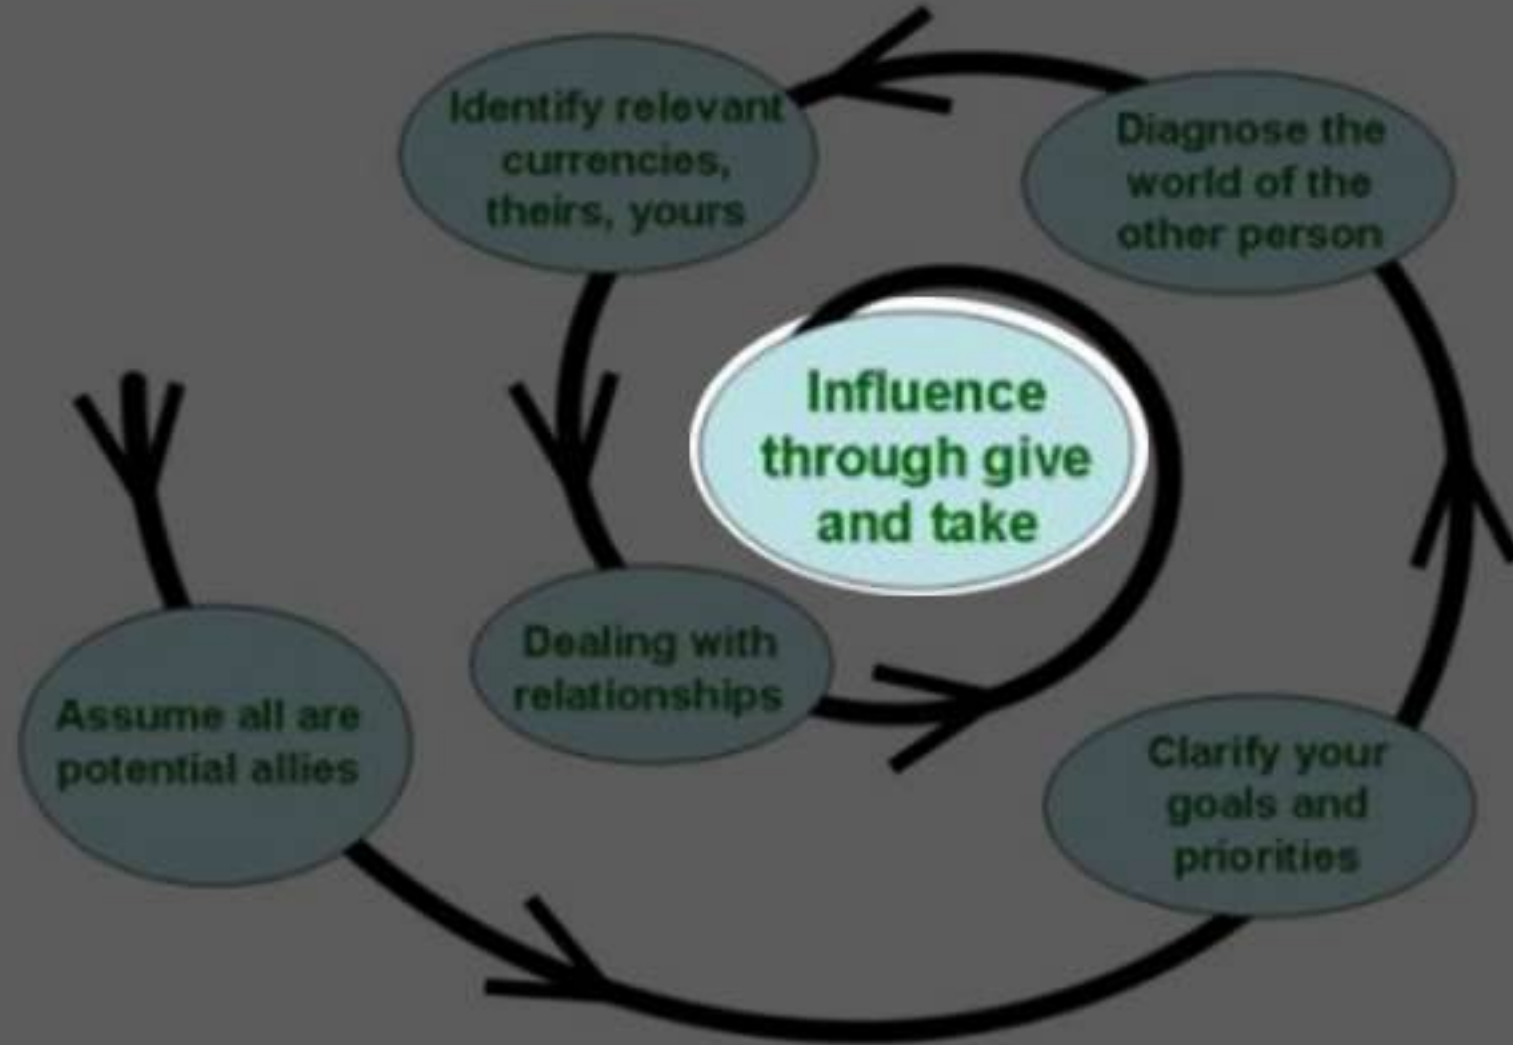 Identify relevant
currencies,
theirs, yours
Diagnose the
world of the
other person
Influence
through give
and take
Dealing with
relationships
Assume all are
potential allies
Clarify your
goals and
priorities